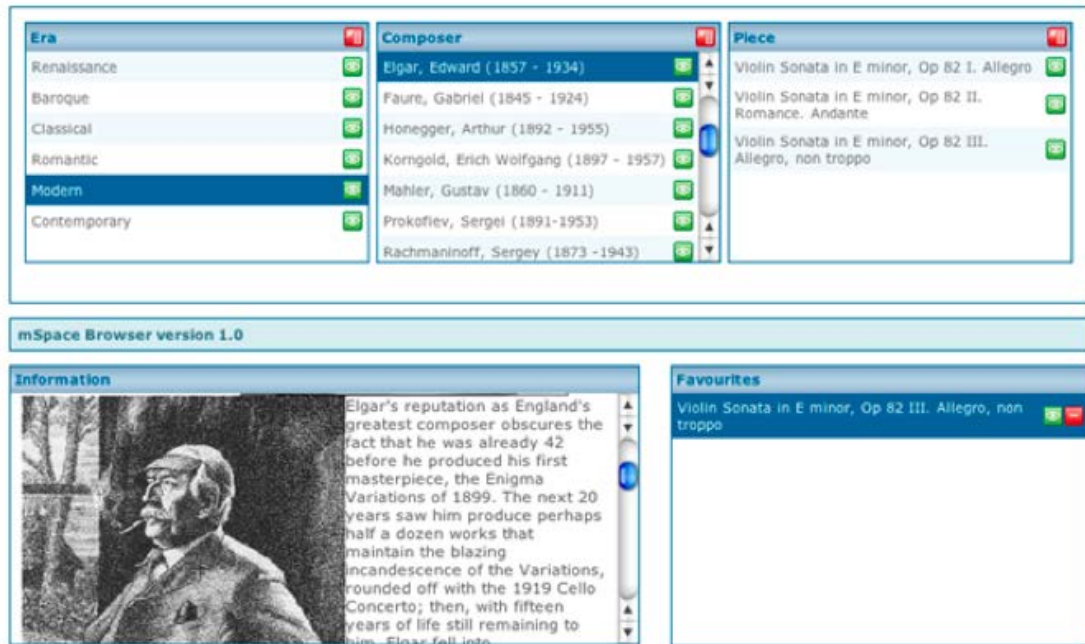 Era
Renaissance
Baroque
Classical
Romantic
Modern
Contemporary
Composer
Elgar, Edward (1857 - 1934)
Faure, Gabriel (1845 - 1924)
Honegger, Arthur (1892 - 1955)
Korngold, Erich Wolfgang (1897 - 1957)
Mahler, Gustav (1860 - 1911)
Prokofiev, Sergei (1891-1953)
Rachmaninoff, Sergey (1873 -1943)
Piece
Violin Sonata in E minor, Op 82 I. Allegro
Violin Sonata in E minor, Op 82 II.
Romance. Andante
Violin Sonata in E minor, Op 82 III.
Allegro, non troppo
mSpace Browser version 1.0
Information
Elgar's reputation as England's
greatest composer obscures the
fact that he was already 42
before he produced his first
masterpiece, the Enigma
Variations of 1899. The next 20
years saw him produce perhaps
half a dozen works that
maintain the blazing
incandescence of the Variations,
rounded off with the 1919 Cello
Concerto; then, with fifteen
years of life still remaining to
him, Elgar fell into
Favourites
Violin Sonata in E minor, Op 82 III. Allegro, non
troppo